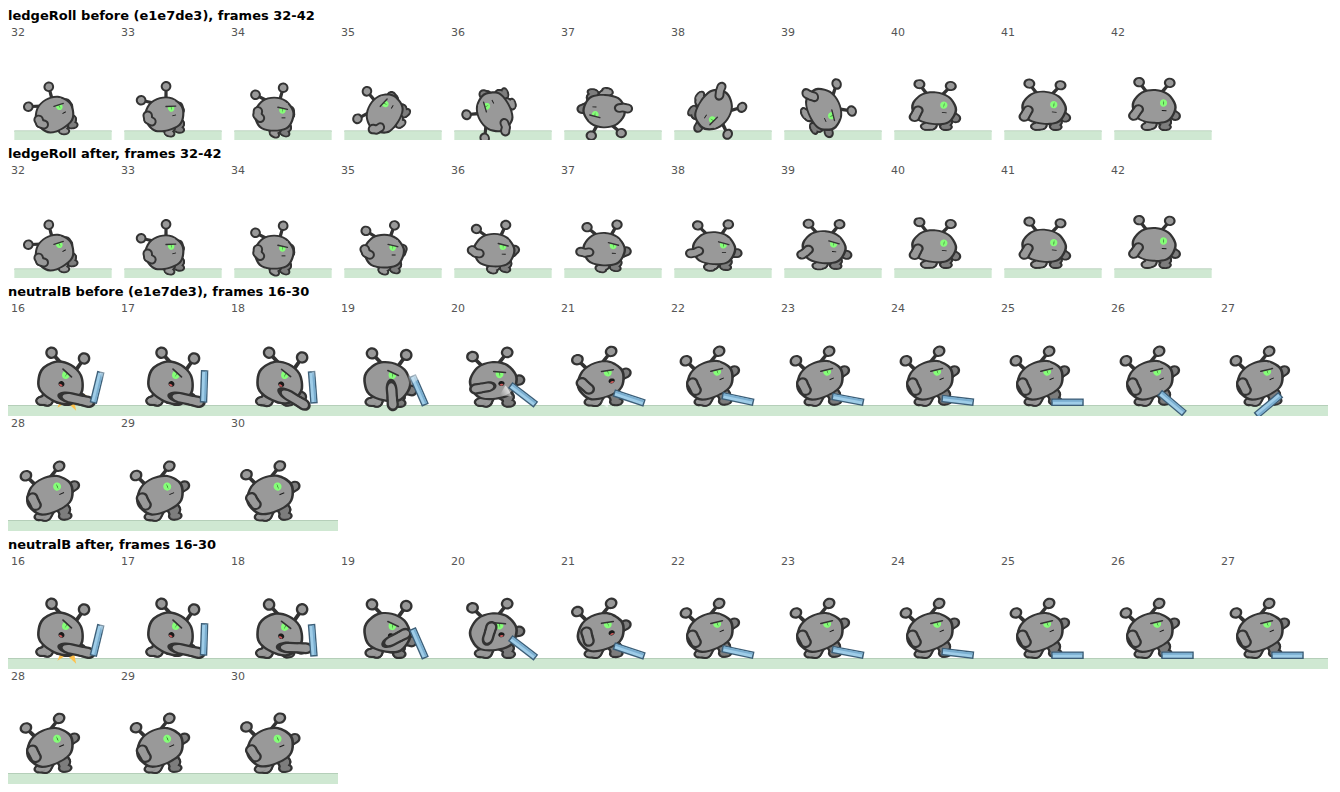 ledgeRoll before (e1e7de3), frames 32-42
32 33 34 35 36 37 38 39 40 41 42
ledgeRoll after, frames 32-42
32 33 34 35 36 37 38 39 40 41 42
neutralB before (e1e7de3), frames 16-30
16 17 18 19 20 21 22 23 24 25 26 27
28 29 30
neutralB after, frames 16-30
16 17 18 19 20 21 22 23 24 25 26 27
28 29 30